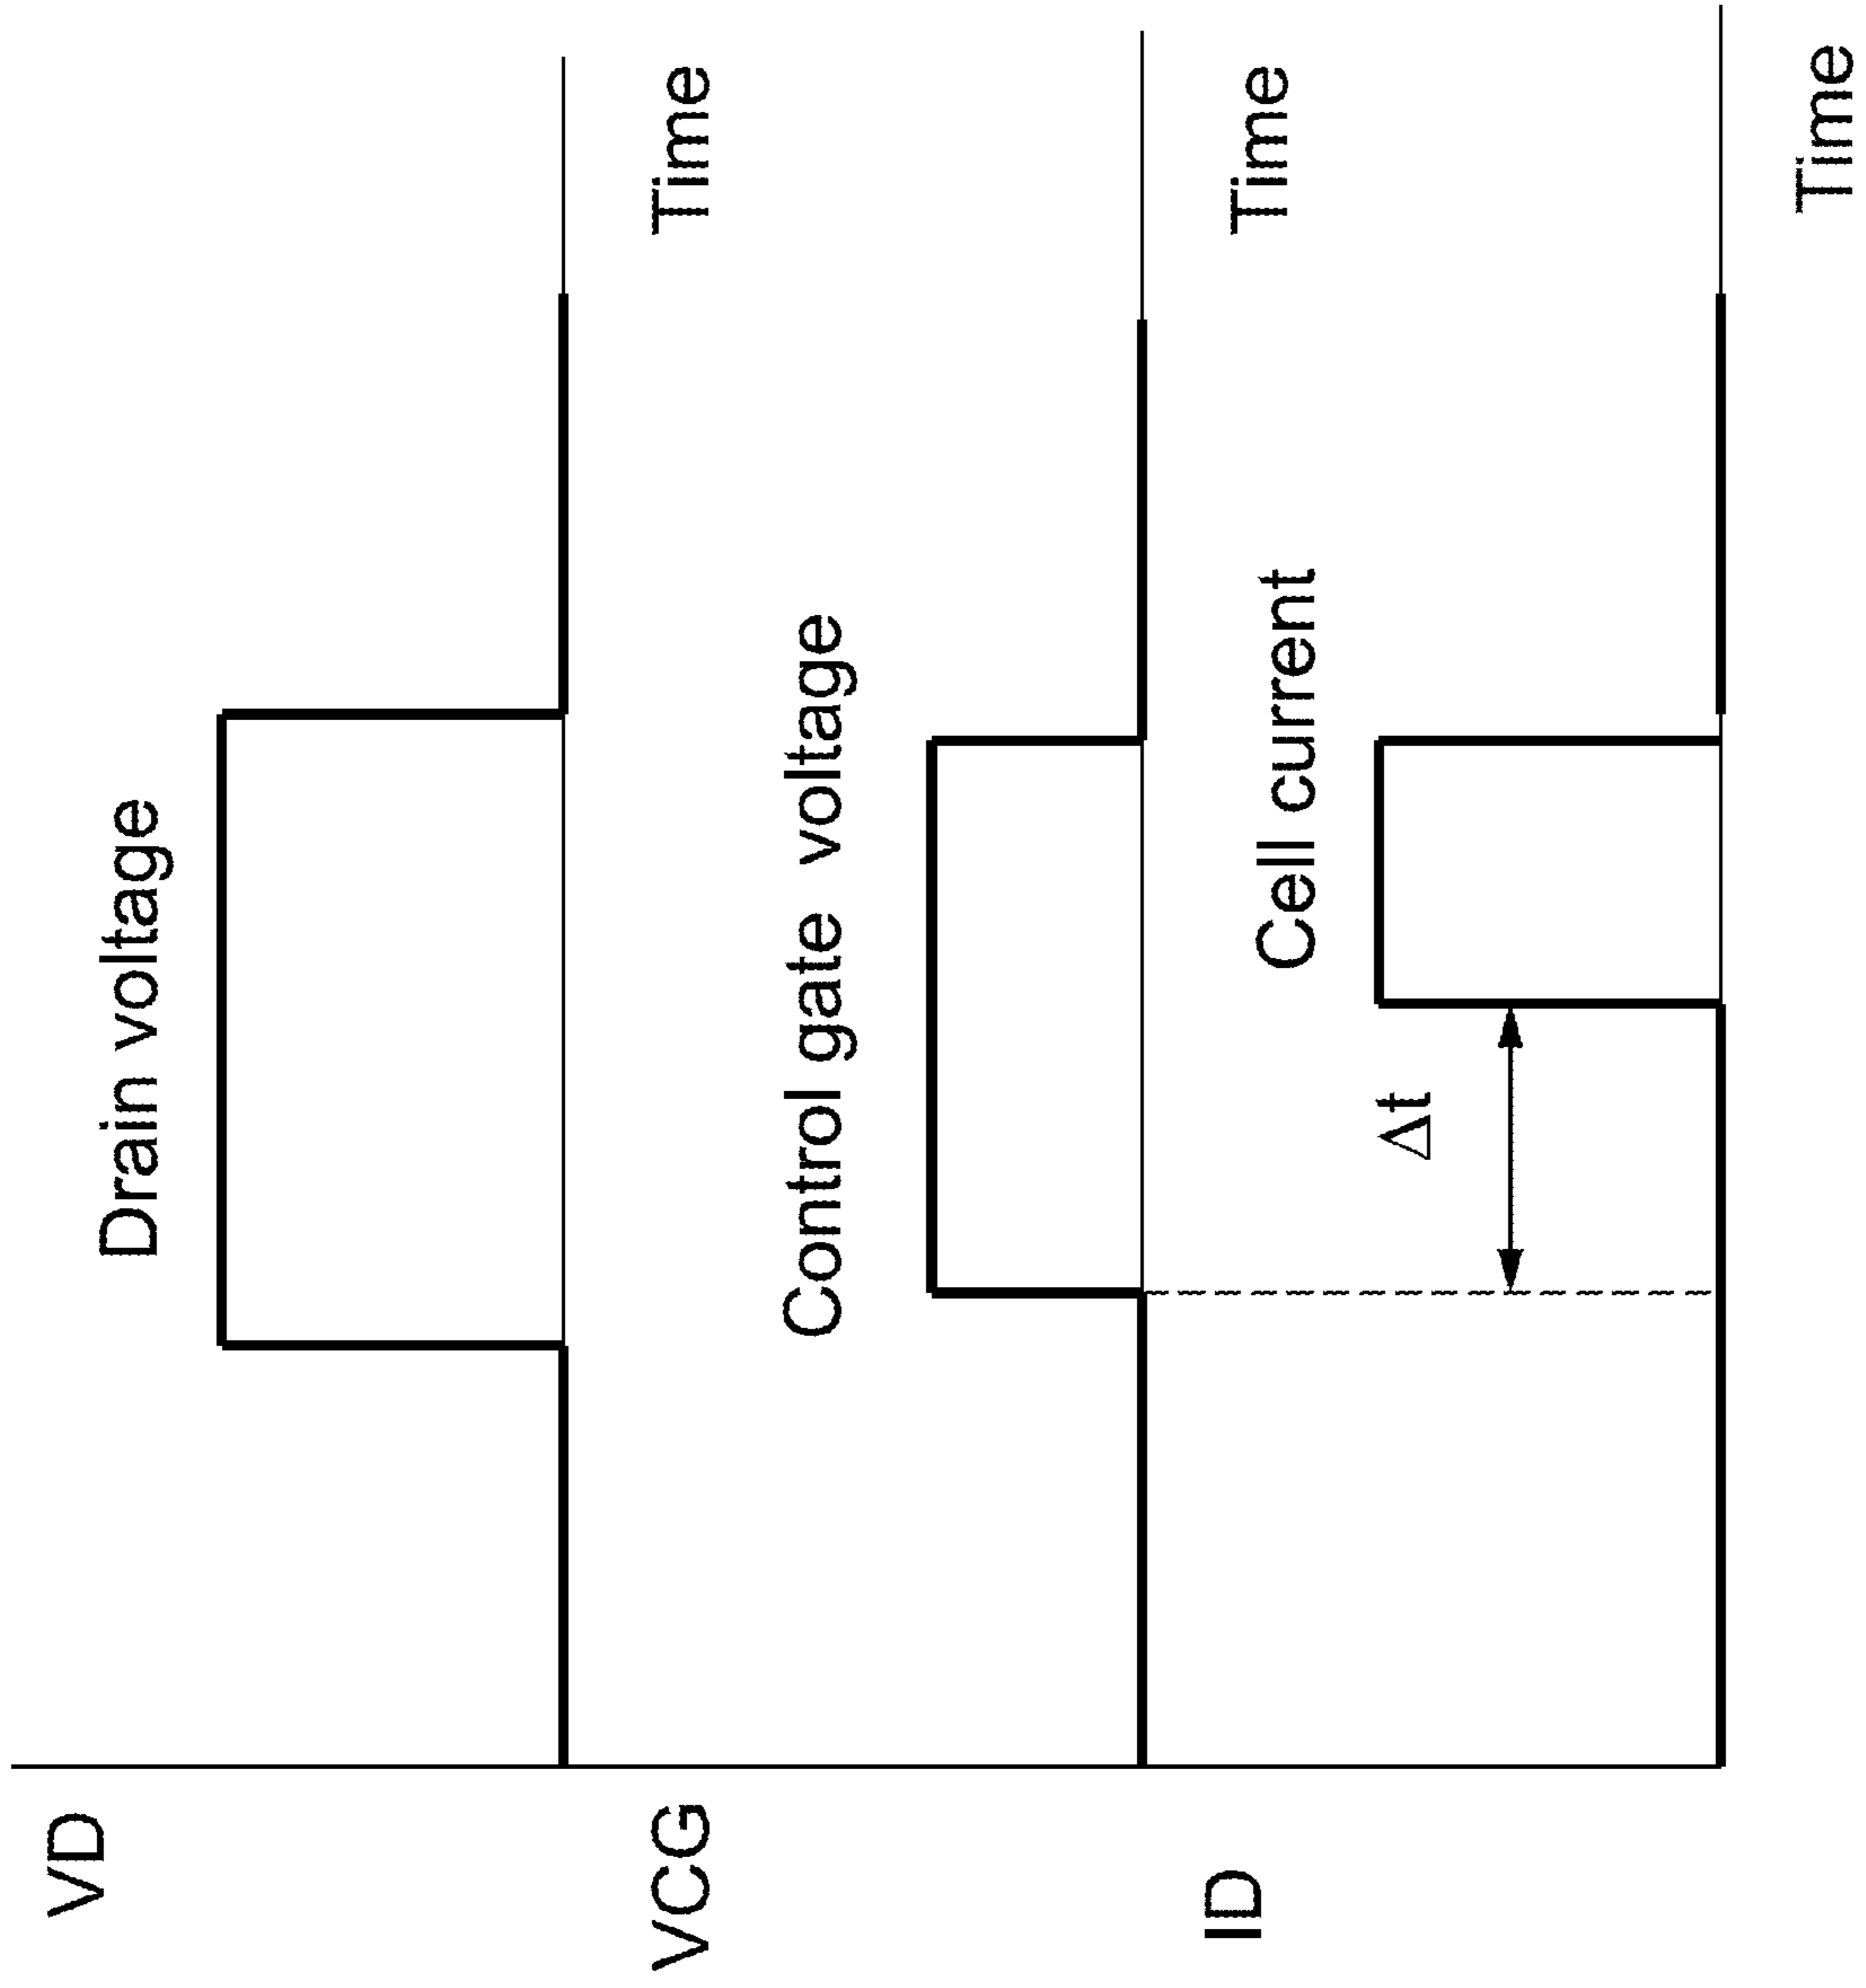 VD
Drain voltage
Time
VCG
Control gate voltage
Time
ID
Cell current
Δt
Time